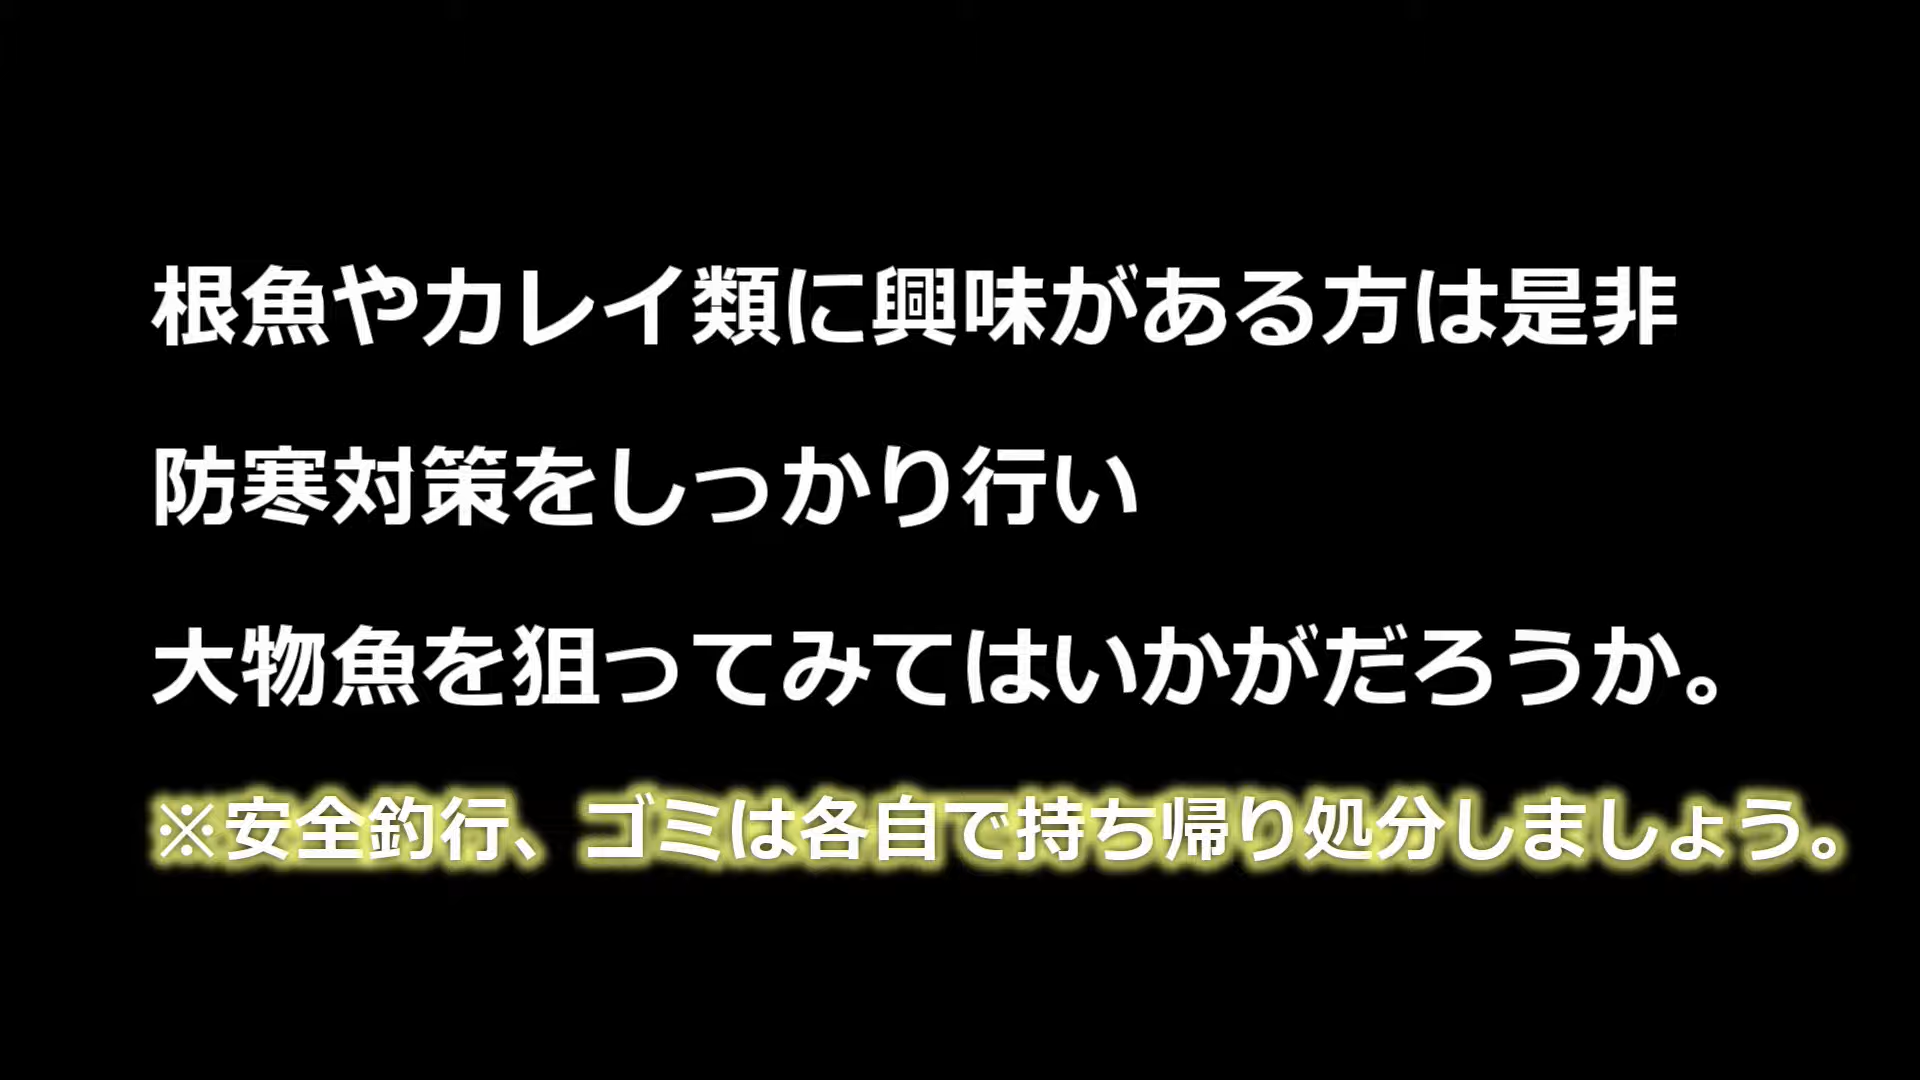 根魚やカレイ類に興味がある方は是非
防寒対策をしっかり行い
大物魚を狙ってみてはいかがだろうか。
※安全釣行、ゴミは各自で持ち帰り処分しましょう。